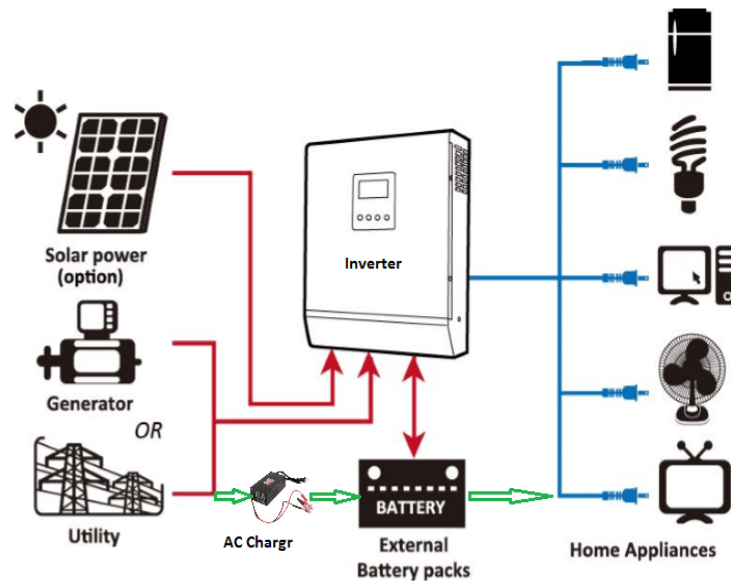 Solar power
(option)
Inverter
Generator
OR
Utility
AC Chargr
BATTERY
External
Battery packs
Home Appliances